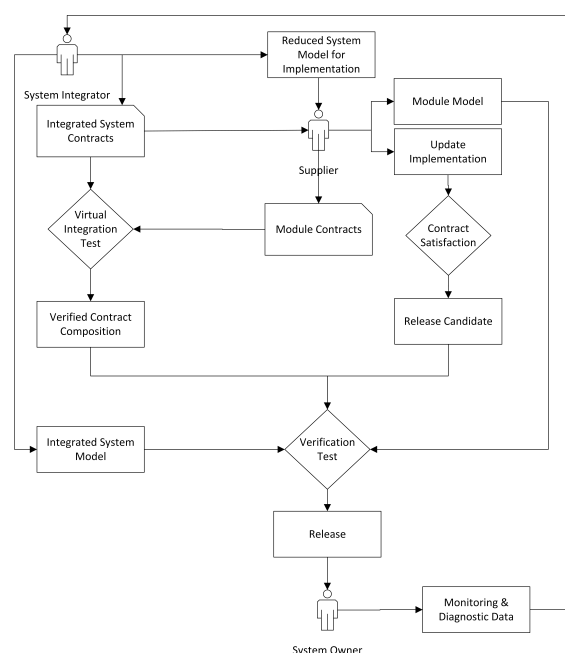 Reduced System
Model for
Implementation
System Integrator
Module Model
Integrated System
Contracts
Update
Implementation
Supplier
Virtual
Integration
Test
Module Contracts
Contract
Satisfaction
Verified Contract
Composition
Release Candidate
Integrated System
Model
Verification
Test
Release
Monitoring &
Diagnostic Data
System Owner